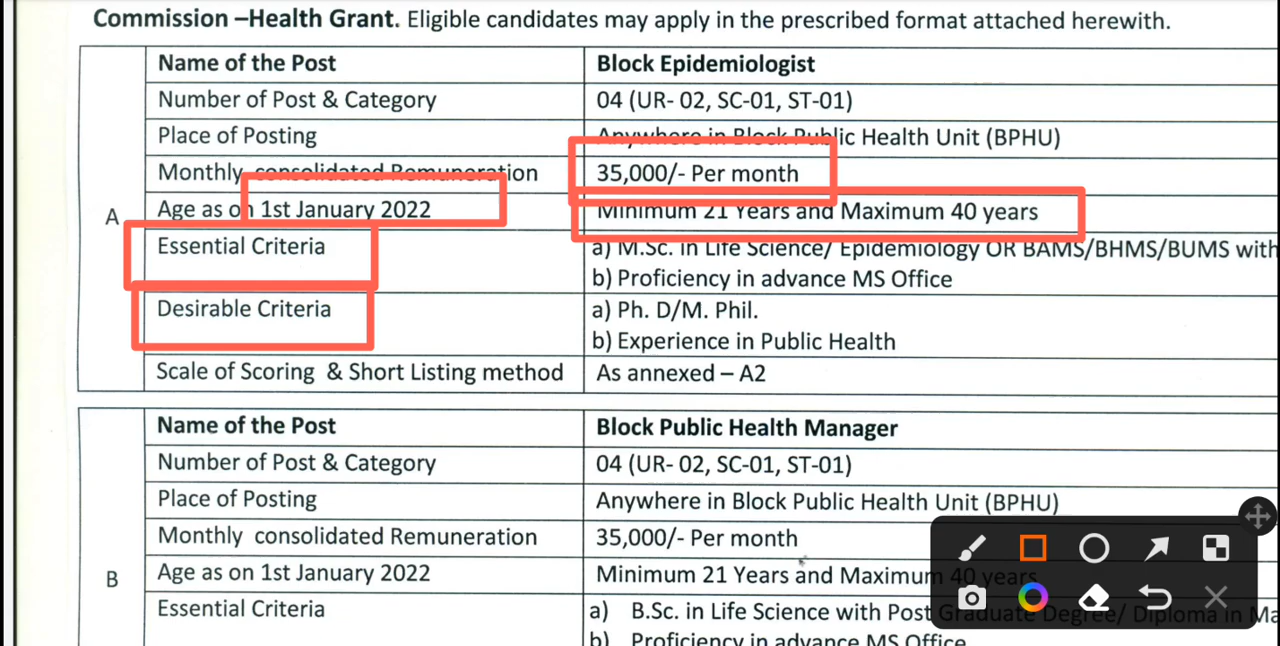 Commission –Health Grant. Eligible candidates may apply in the prescribed format attached herewith.
A
Name of the Post Block Epidemiologist
Number of Post & Category 04 (UR- 02, SC-01, ST-01)
Place of Posting Anywhere in Block Public Health Unit (BPHU)
Monthly consolidated Remuneration 35,000/- Per month
Age as on 1st January 2022 Minimum 21 Years and Maximum 40 years
Essential Criteria a) M.Sc. in Life Science/ Epidemiology OR BAMS/BHMS/BUMS with
b) Proficiency in advance MS Office
Desirable Criteria a) Ph. D/M. Phil.
b) Experience in Public Health
Scale of Scoring & Short Listing method As annexed – A2
B
Name of the Post Block Public Health Manager
Number of Post & Category 04 (UR- 02, SC-01, ST-01)
Place of Posting Anywhere in Block Public Health Unit (BPHU)
Monthly consolidated Remuneration 35,000/- Per month
Age as on 1st January 2022 Minimum 21 Years and Maximum 40 years
Essential Criteria a) B.Sc. in Life Science with Post Graduate Degree/ Diploma in Ma
b) Proficiency in advance MS Office